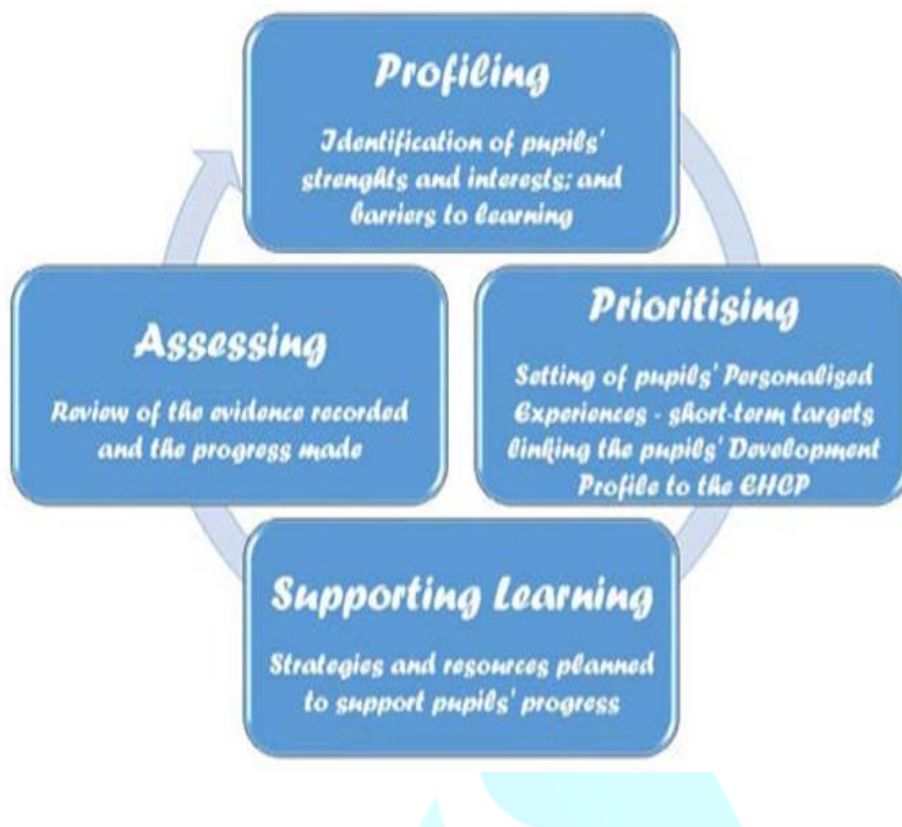 Profiling
Identification of pupils'
strenghts and interests; and
barriers to learning
Prioritising
Setting of pupils' Personalised
Experiences - short-term targets
linking the pupils' Development
Profile to the EHCP
Supporting Learning
Strategies and resources planned
to support pupils' progress
Assessing
Review of the evidence recorded
and the progress made